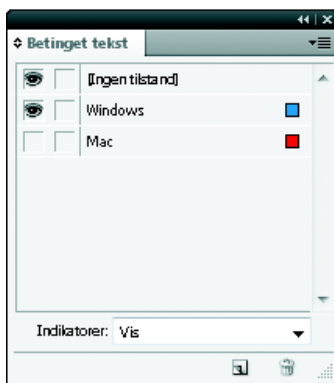 Betinget tekst
[Ingen tilstand]
Windows
Mac
Indikatorer: Vis